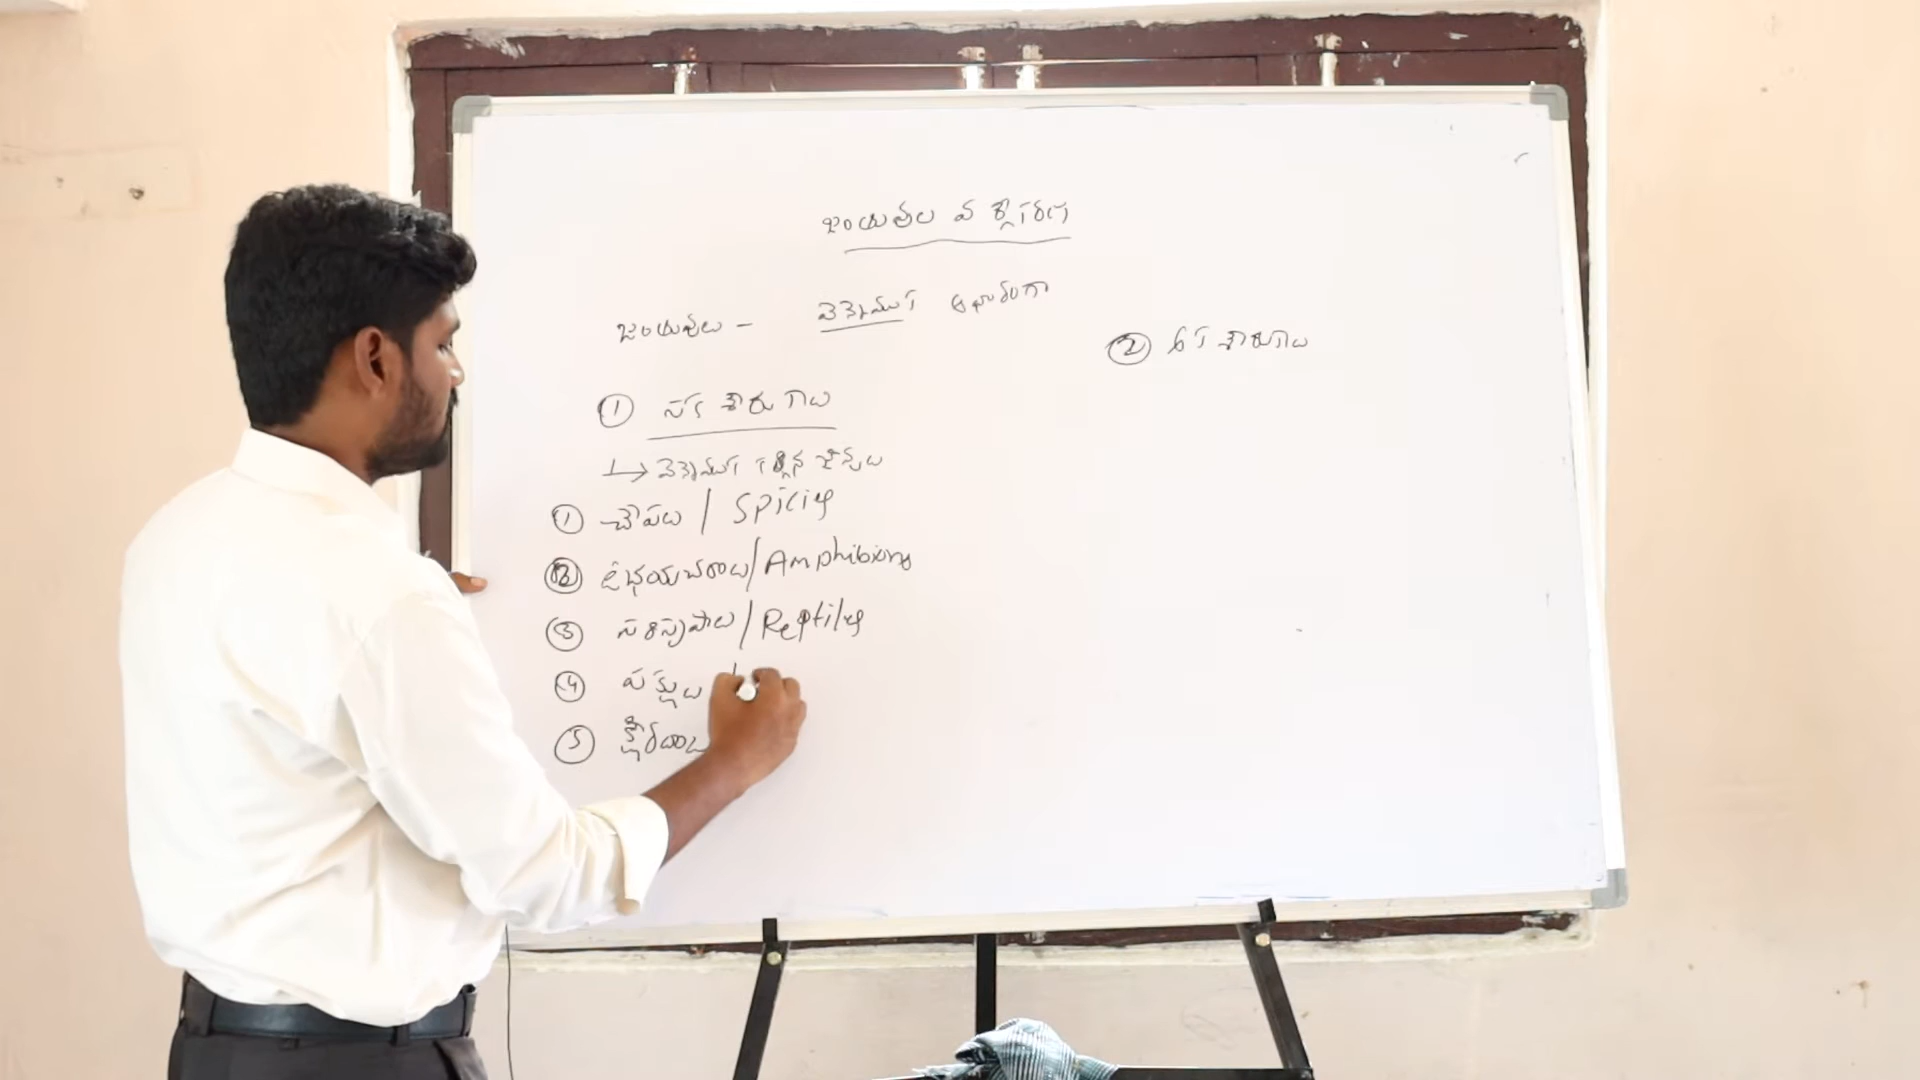 జంతువుల వర్గీకరణ
జంతువులు - వెన్నెముక ఆధారంగా
② అకశేరుకాలు
① సకశేరుకాలు
→ వెన్నెముక కల్గిన జీవులు
① చేపలు / Spicies
② ఉభయచరాలు / Amphibians
③ సరీసృపాలు / Reptiles
④ పక్షులు /
⑤ క్షీరదాలు